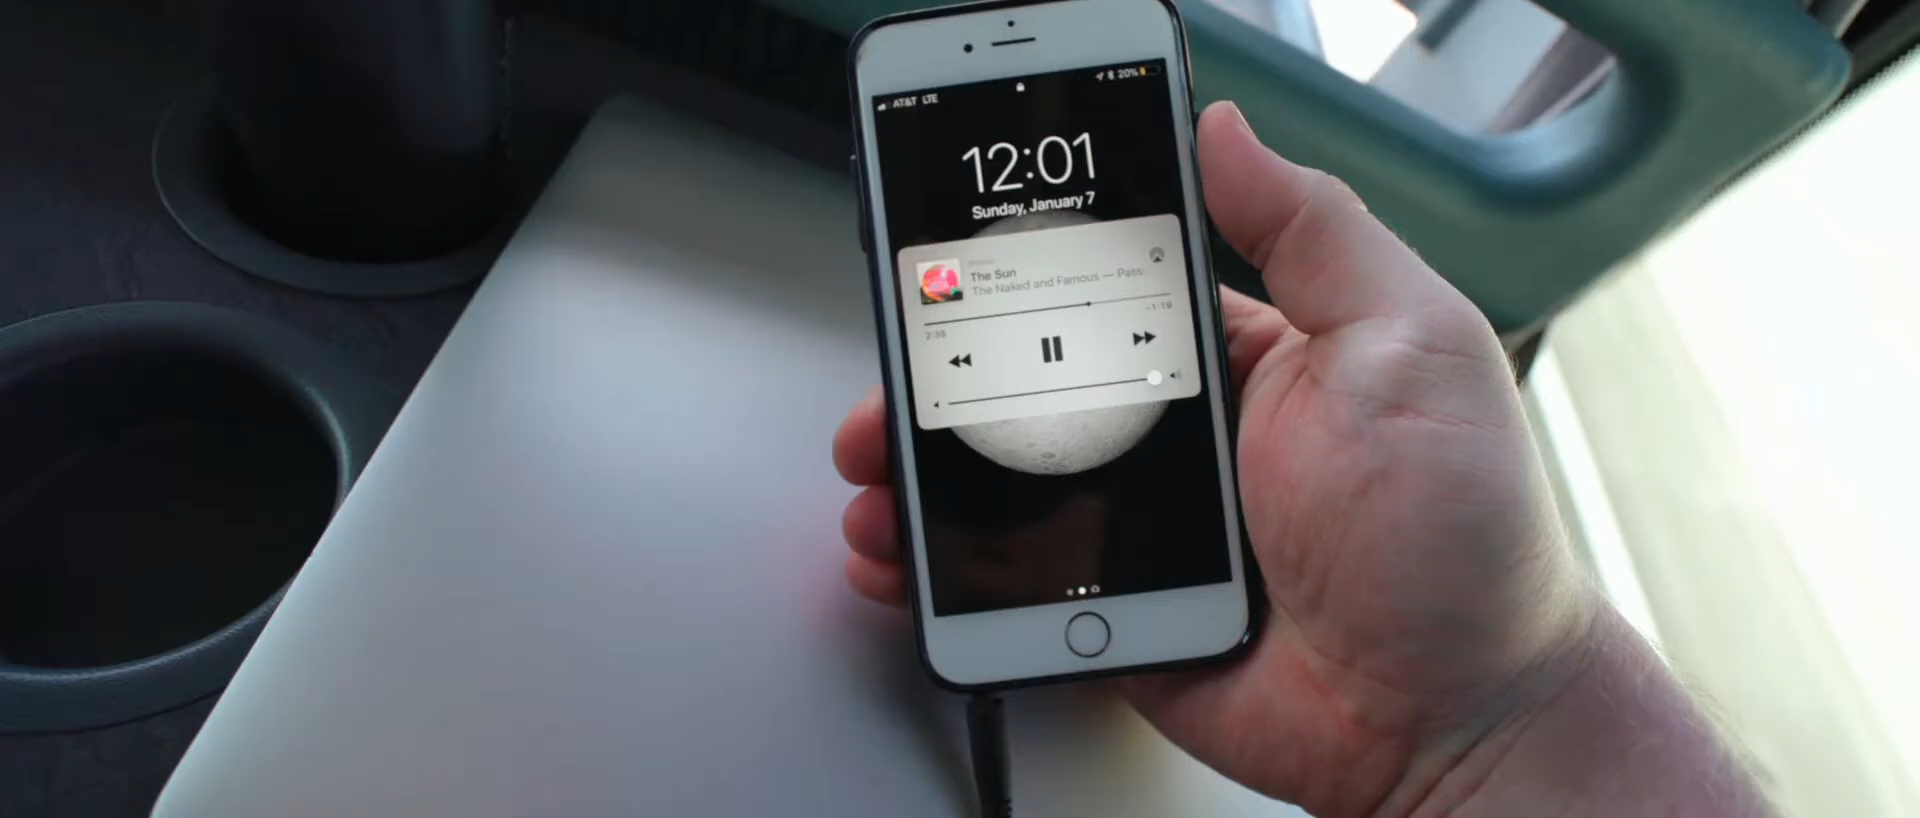 AT&T LTE
20%
12:01
Sunday, January 7
The Sun
The Naked and Famous — Pass
2:38
-1:19